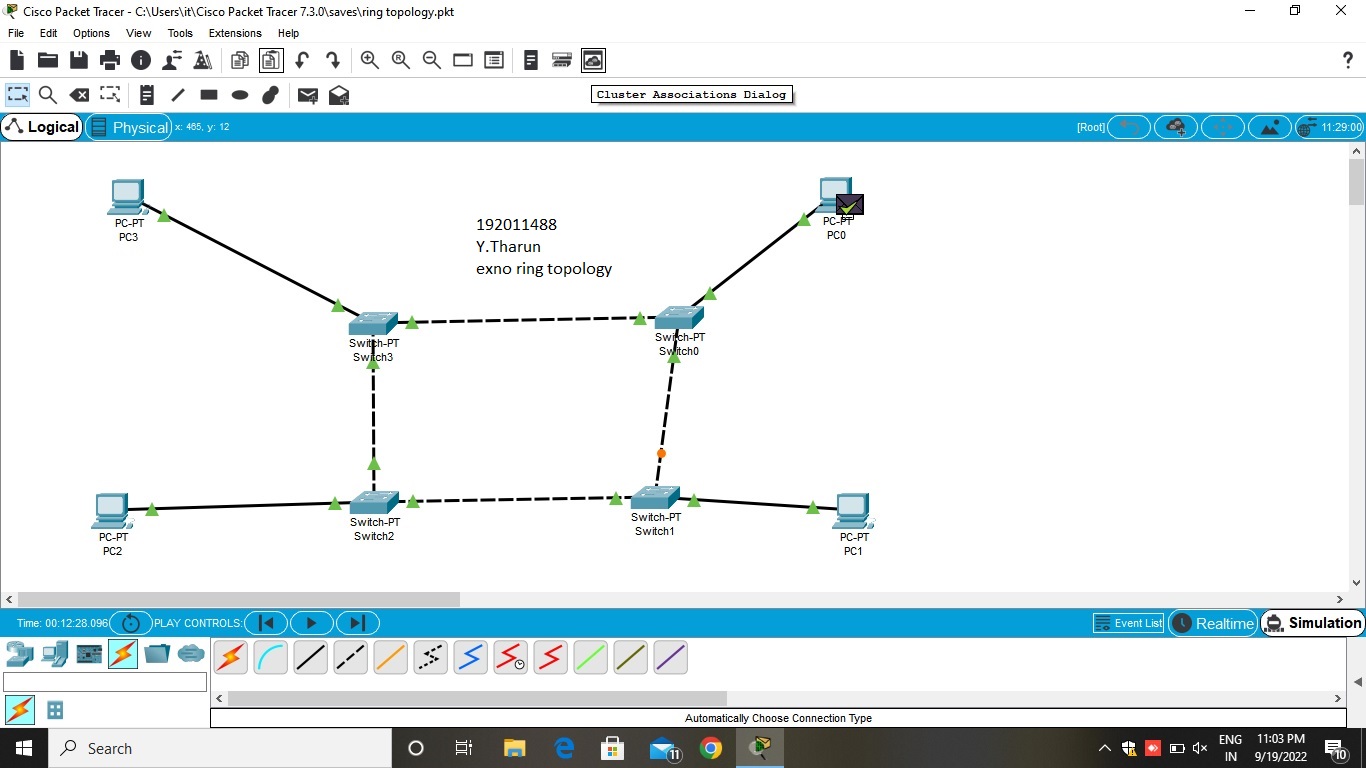 Cisco Packet Tracer - C:\Users\it\Cisco Packet Tracer 7.3.0\saves\ring topology.pkt
File Edit Options View Tools Extensions Help
Cluster Associations Dialog
Logical Physical x: 465, y: 12 [Root] 11:29:00
PC-PT
PC3
PC-PT
PC0
192011488
Y.Tharun
exno ring topology
Switch-PT
Switch3
Switch-PT
Switch0
Switch-PT
Switch2
Switch-PT
Switch1
PC-PT
PC2
PC-PT
PC1
Time: 00:12:28.096 PLAY CONTROLS: Event List Realtime Simulation
Automatically Choose Connection Type
Search 11 ENG 11:03 PM
IN 9/19/2022 10